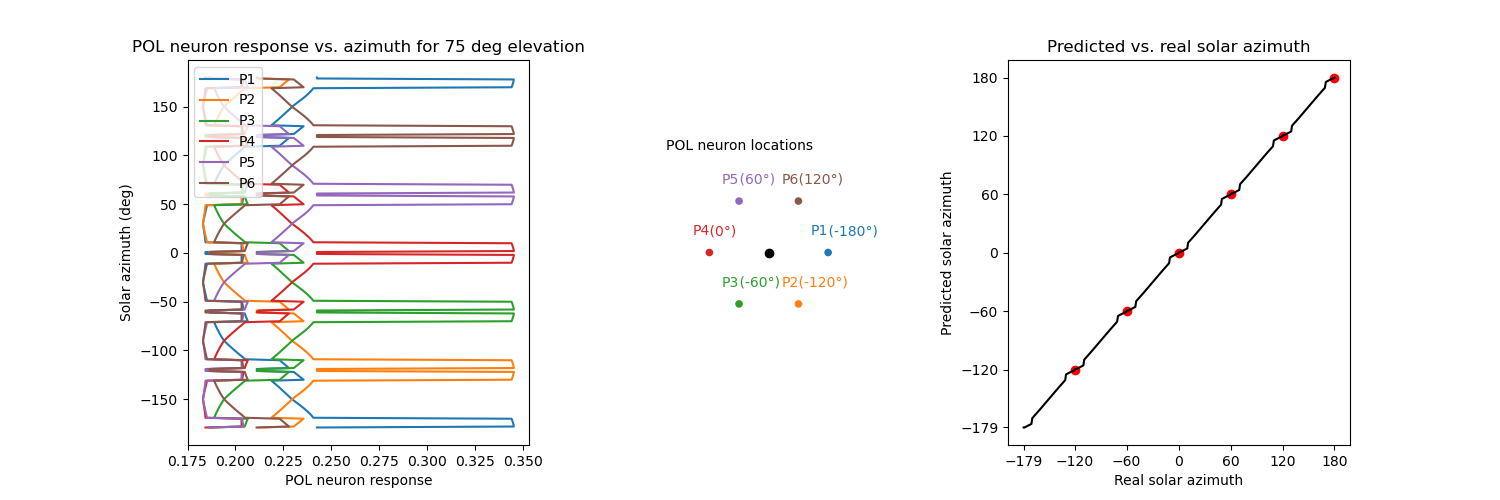 POL neuron response vs. azimuth for 75 deg elevation
P1
P2
P3
P4
P5
P6
150
100
50
0
−50
−100
−150
Solar azimuth (deg)
0.175 0.200 0.225 0.250 0.275 0.300 0.325 0.350
POL neuron response
POL neuron locations
P5(60°) P6(120°)
P4(0°) P1(-180°)
P3(-60°) P2(-120°)
Predicted vs. real solar azimuth
180
120
60
0
−60
−120
−179
Predicted solar azimuth
−179 −120 −60 0 60 120 180
Real solar azimuth